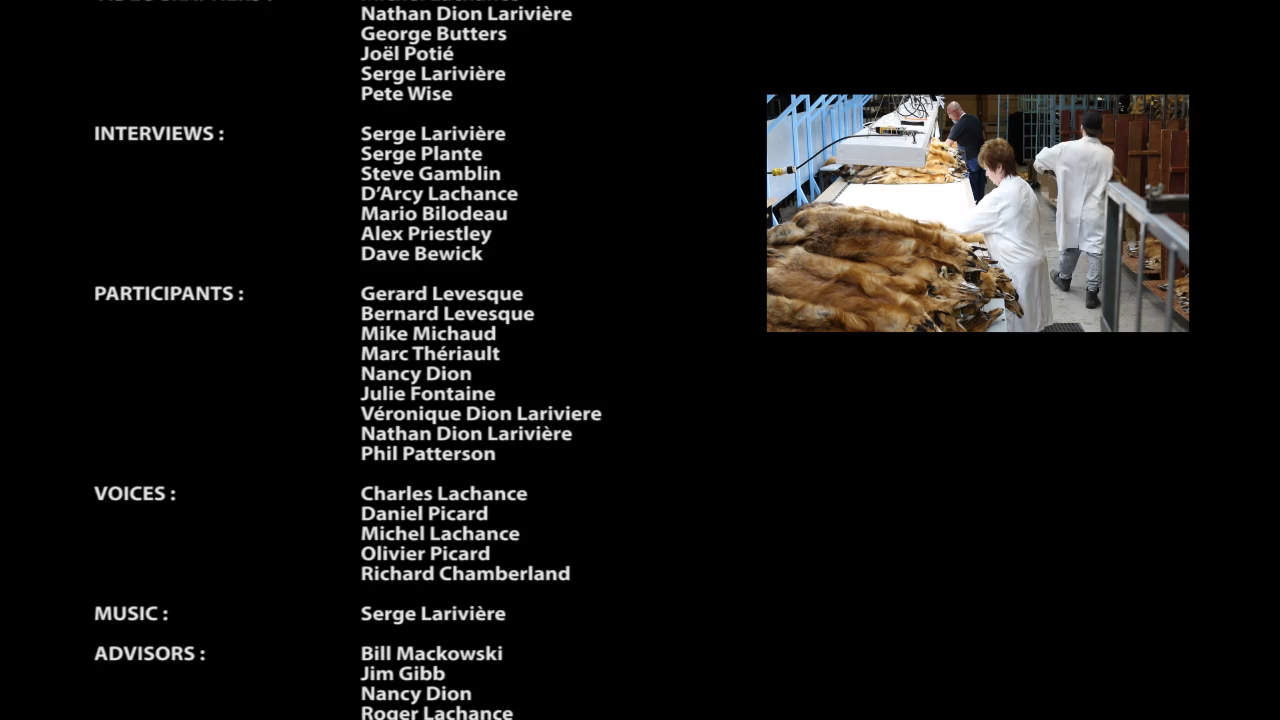 Nathan Dion Larivière
George Butters
Joël Potié
Serge Larivière
Pete Wise
INTERVIEWS : Serge Larivière
Serge Plante
Steve Gamblin
D’Arcy Lachance
Mario Bilodeau
Alex Priestley
Dave Bewick
PARTICIPANTS : Gerard Levesque
Bernard Levesque
Mike Michaud
Marc Thériault
Nancy Dion
Julie Fontaine
Véronique Dion Lariviere
Nathan Dion Larivière
Phil Patterson
VOICES : Charles Lachance
Daniel Picard
Michel Lachance
Olivier Picard
Richard Chamberland
MUSIC : Serge Larivière
ADVISORS : Bill Mackowski
Jim Gibb
Nancy Dion
Roger Lachance